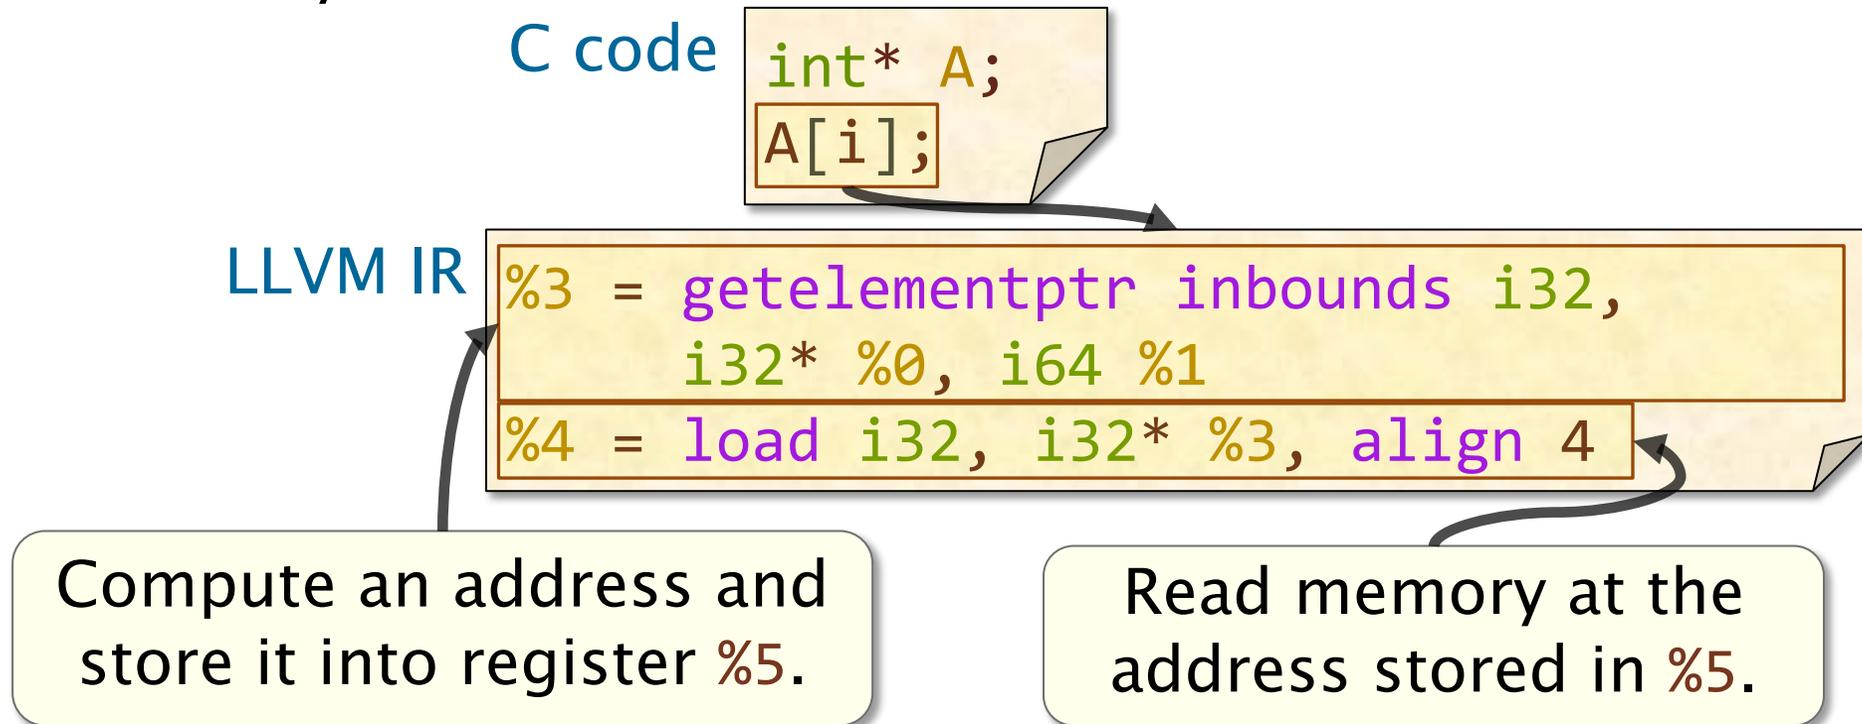 C code
int* A;
A[i];
LLVM IR
%3 = getelementptr inbounds i32,
i32* %0, i64 %1
%4 = load i32, i32* %3, align 4
Compute an address and
store it into register %5.
Read memory at the
address stored in %5.